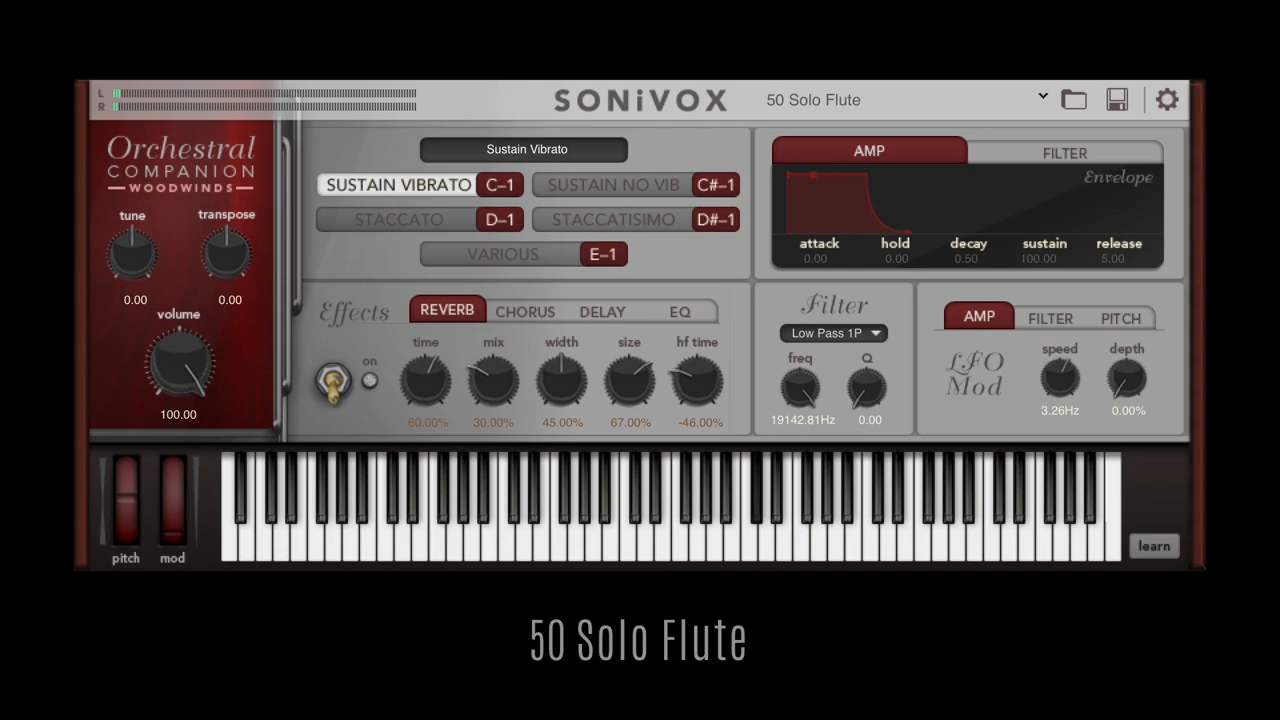 L
R
SONiVOX
50 Solo Flute
Orchestral
COMPANION
WOODWINDS
tune
transpose
0.00
0.00
volume
100.00
Sustain Vibrato
SUSTAIN VIBRATO
C–1
SUSTAIN NO VIB
C#–1
STACCATO
D–1
STACCATISIMO
D#–1
VARIOUS
E–1
AMP
FILTER
Envelope
attack
hold
decay
sustain
release
0.00
0.00
0.50
100.00
5.00
Effects
REVERB
CHORUS
DELAY
EQ
on
time
mix
width
size
hf time
60.00%
30.00%
45.00%
67.00%
-46.00%
Filter
Low Pass 1P
freq
Q
19142.81Hz
0.00
AMP
FILTER
PITCH
LFO
Mod
speed
depth
3.26Hz
0.00%
pitch
mod
learn
50 Solo Flute